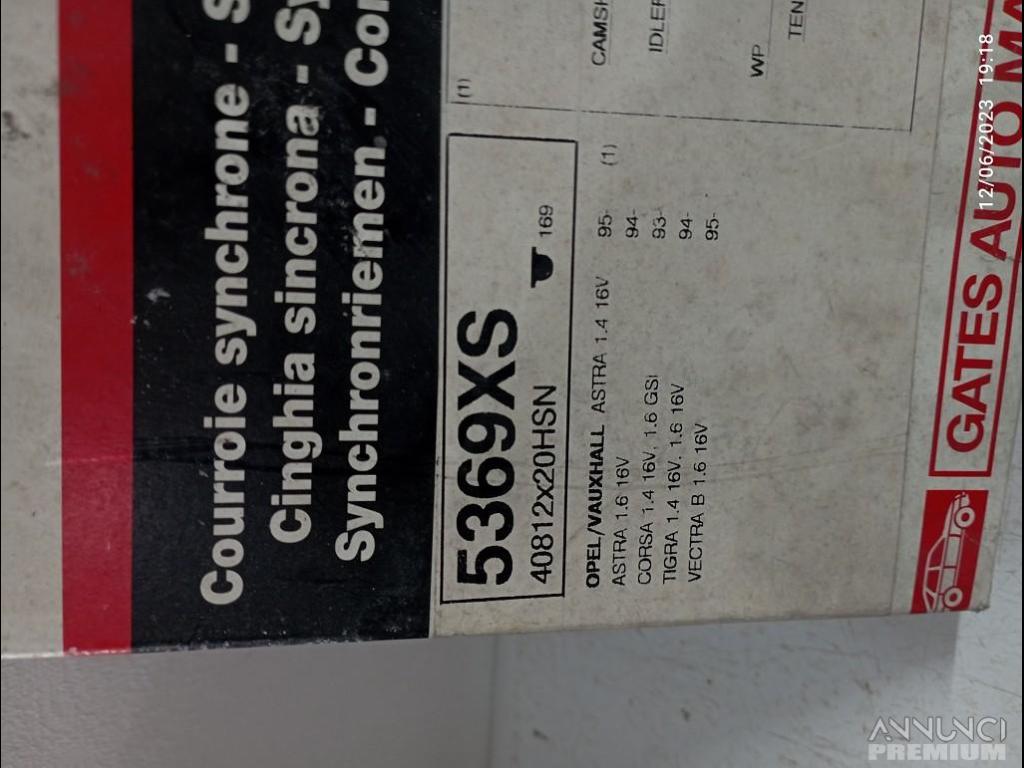 Courroie synchrone - S
Cinghia sincrona - Sy
Synchronriemen - Cor
5369XS
40812x20HSN 169
OPEL/VAUXHALL ASTRA 1.4 16V 95- (1)
ASTRA 1.6 16V 94-
CORSA 1.4 16V, 1.6 GSI 93-
TIGRA 1.4 16V, 1.6 16V 94-
VECTRA B 1.6 16V 95-
(1)
CAMSH
IDLER
WP
TEN
GATES AUTO MA
12/06/2023 19:18
ANNUNCI
PREMIUM